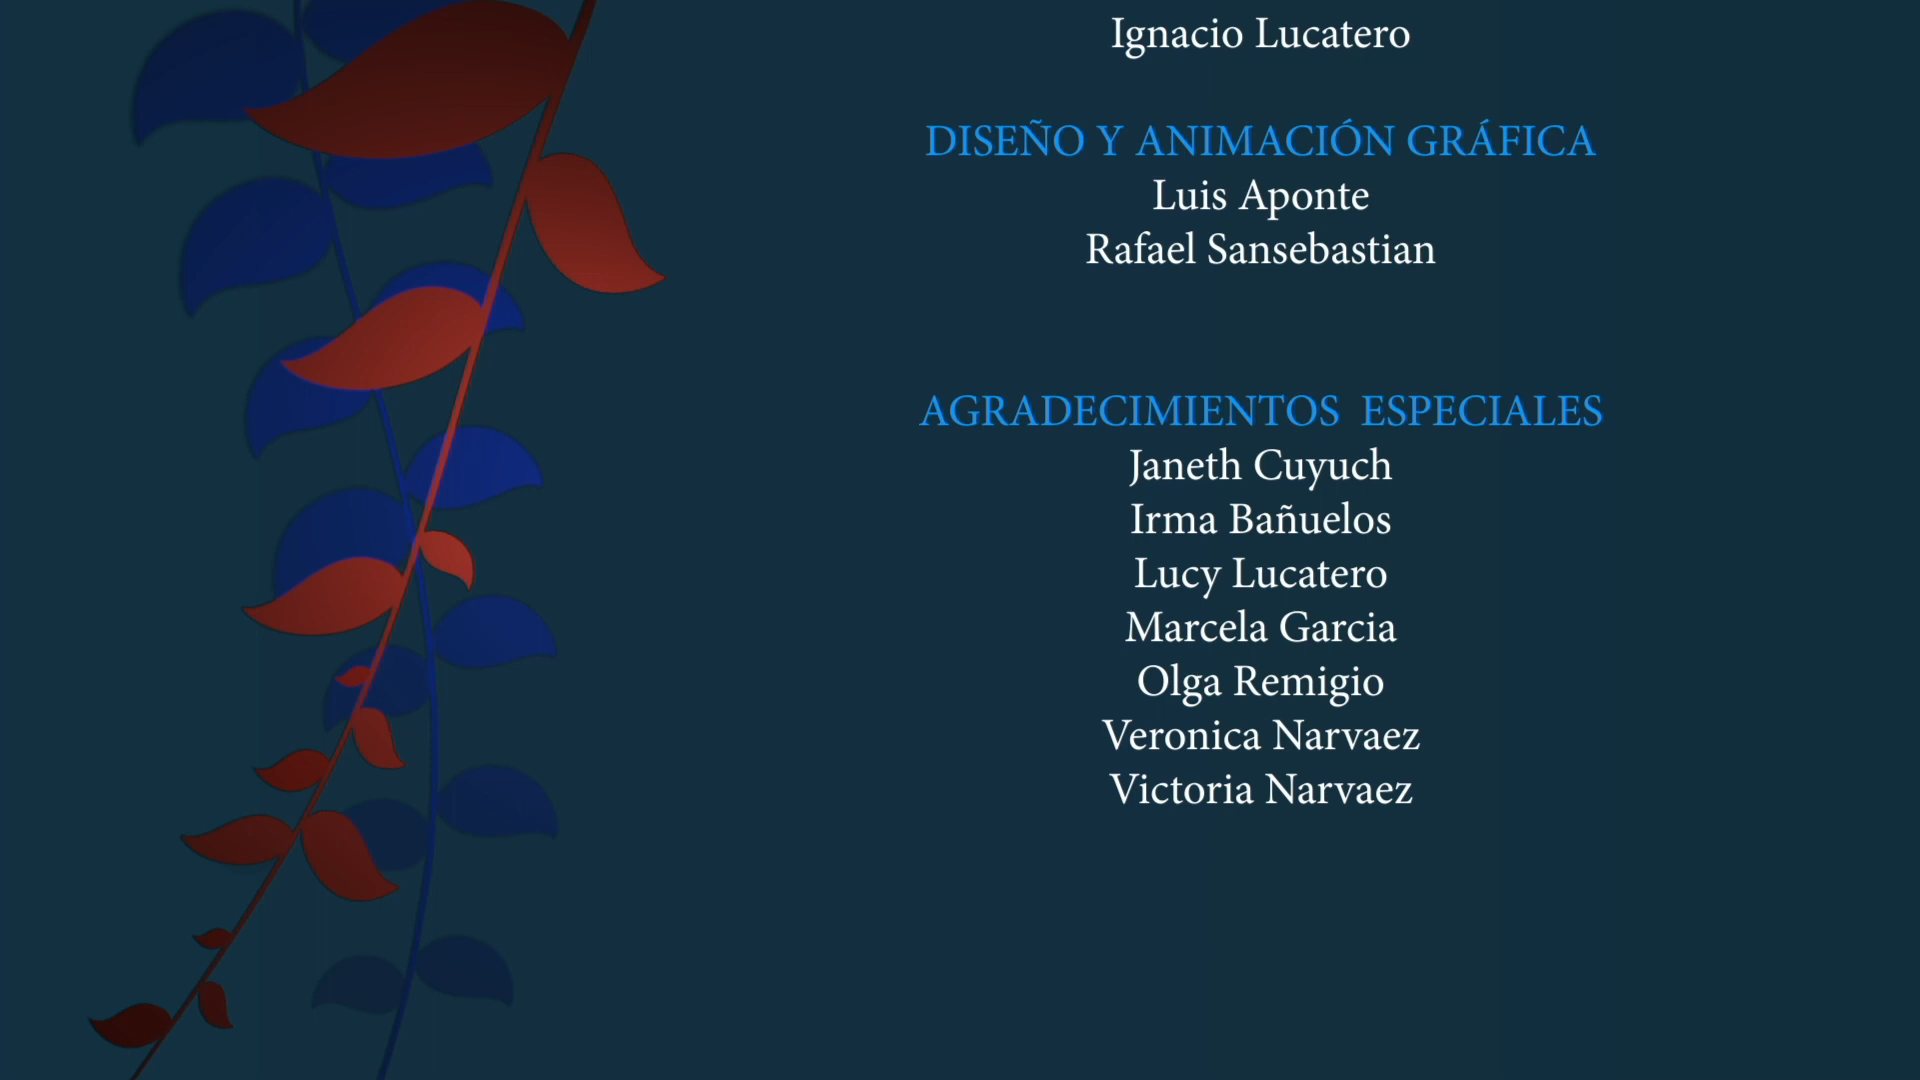 Ignacio Lucatero
DISEÑO Y ANIMACIÓN GRÁFICA
Luis Aponte
Rafael Sansebastian
AGRADECIMIENTOS ESPECIALES
Janeth Cuyuch
Irma Bañuelos
Lucy Lucatero
Marcela Garcia
Olga Remigio
Veronica Narvaez
Victoria Narvaez